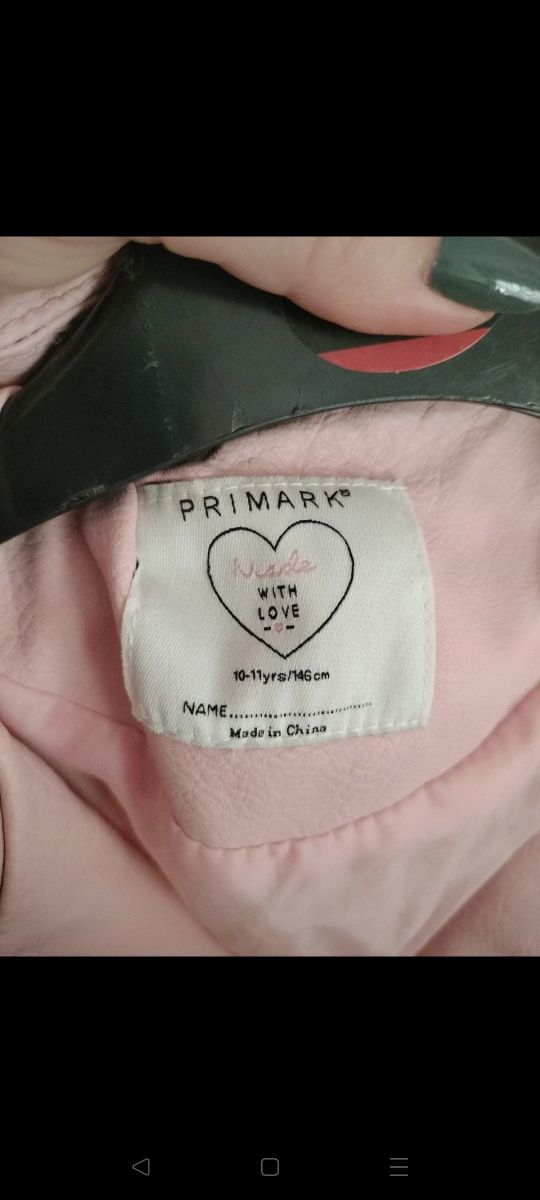 PRIMARK®
Made
WITH
LOVE
10-11yrs/146cm
NAME........................
Made in China